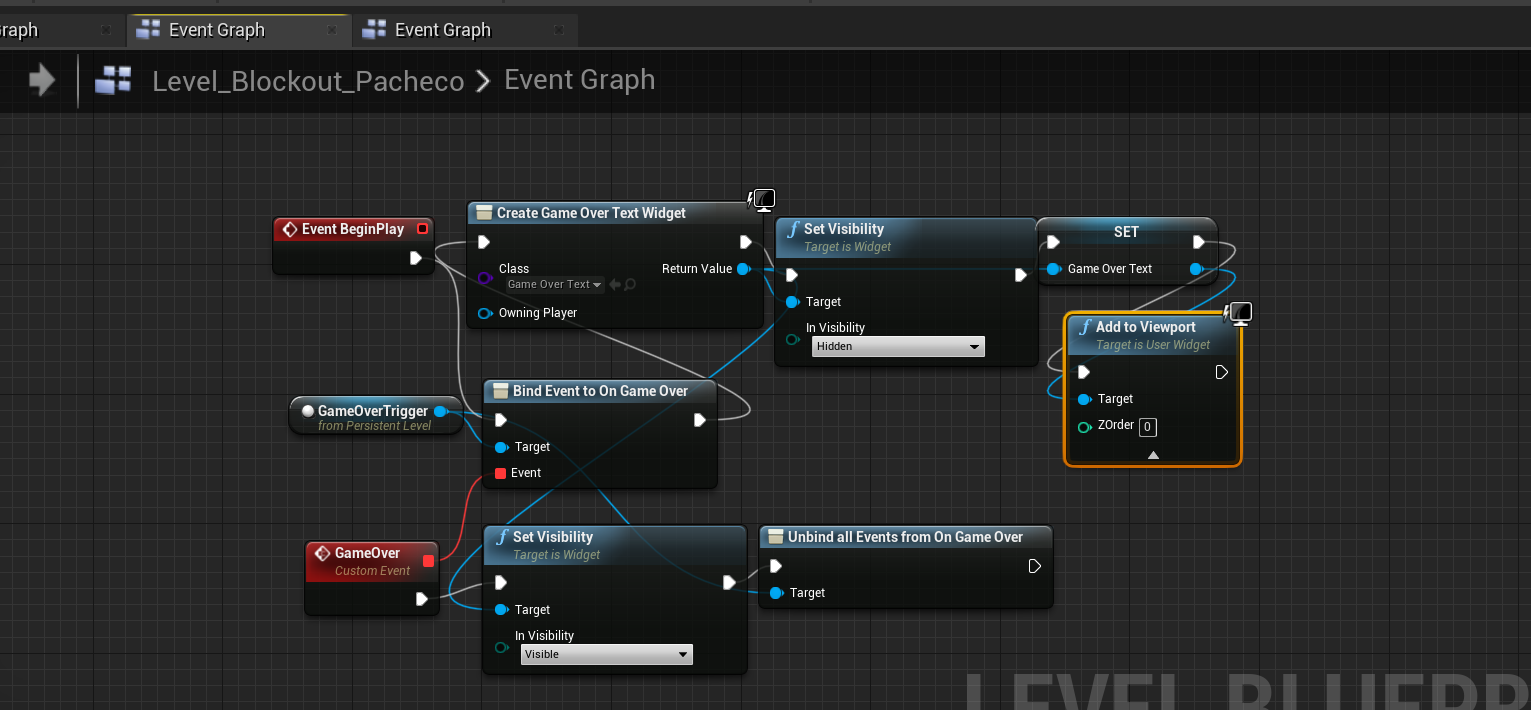 raph
Event Graph
Event Graph
Level_Blockout_Pacheco
Event Graph
Event BeginPlay
Create Game Over Text Widget
Class
Game Over Text
Return Value
Owning Player
Set Visibility
Target is Widget
Target
In Visibility
Hidden
SET
Game Over Text
Add to Viewport
Target is User Widget
Target
ZOrder 0
GameOverTrigger
from Persistent Level
Bind Event to On Game Over
Target
Event
GameOver
Custom Event
Set Visibility
Target is Widget
Target
In Visibility
Visible
Unbind all Events from On Game Over
Target
LEVEL BLUEPR